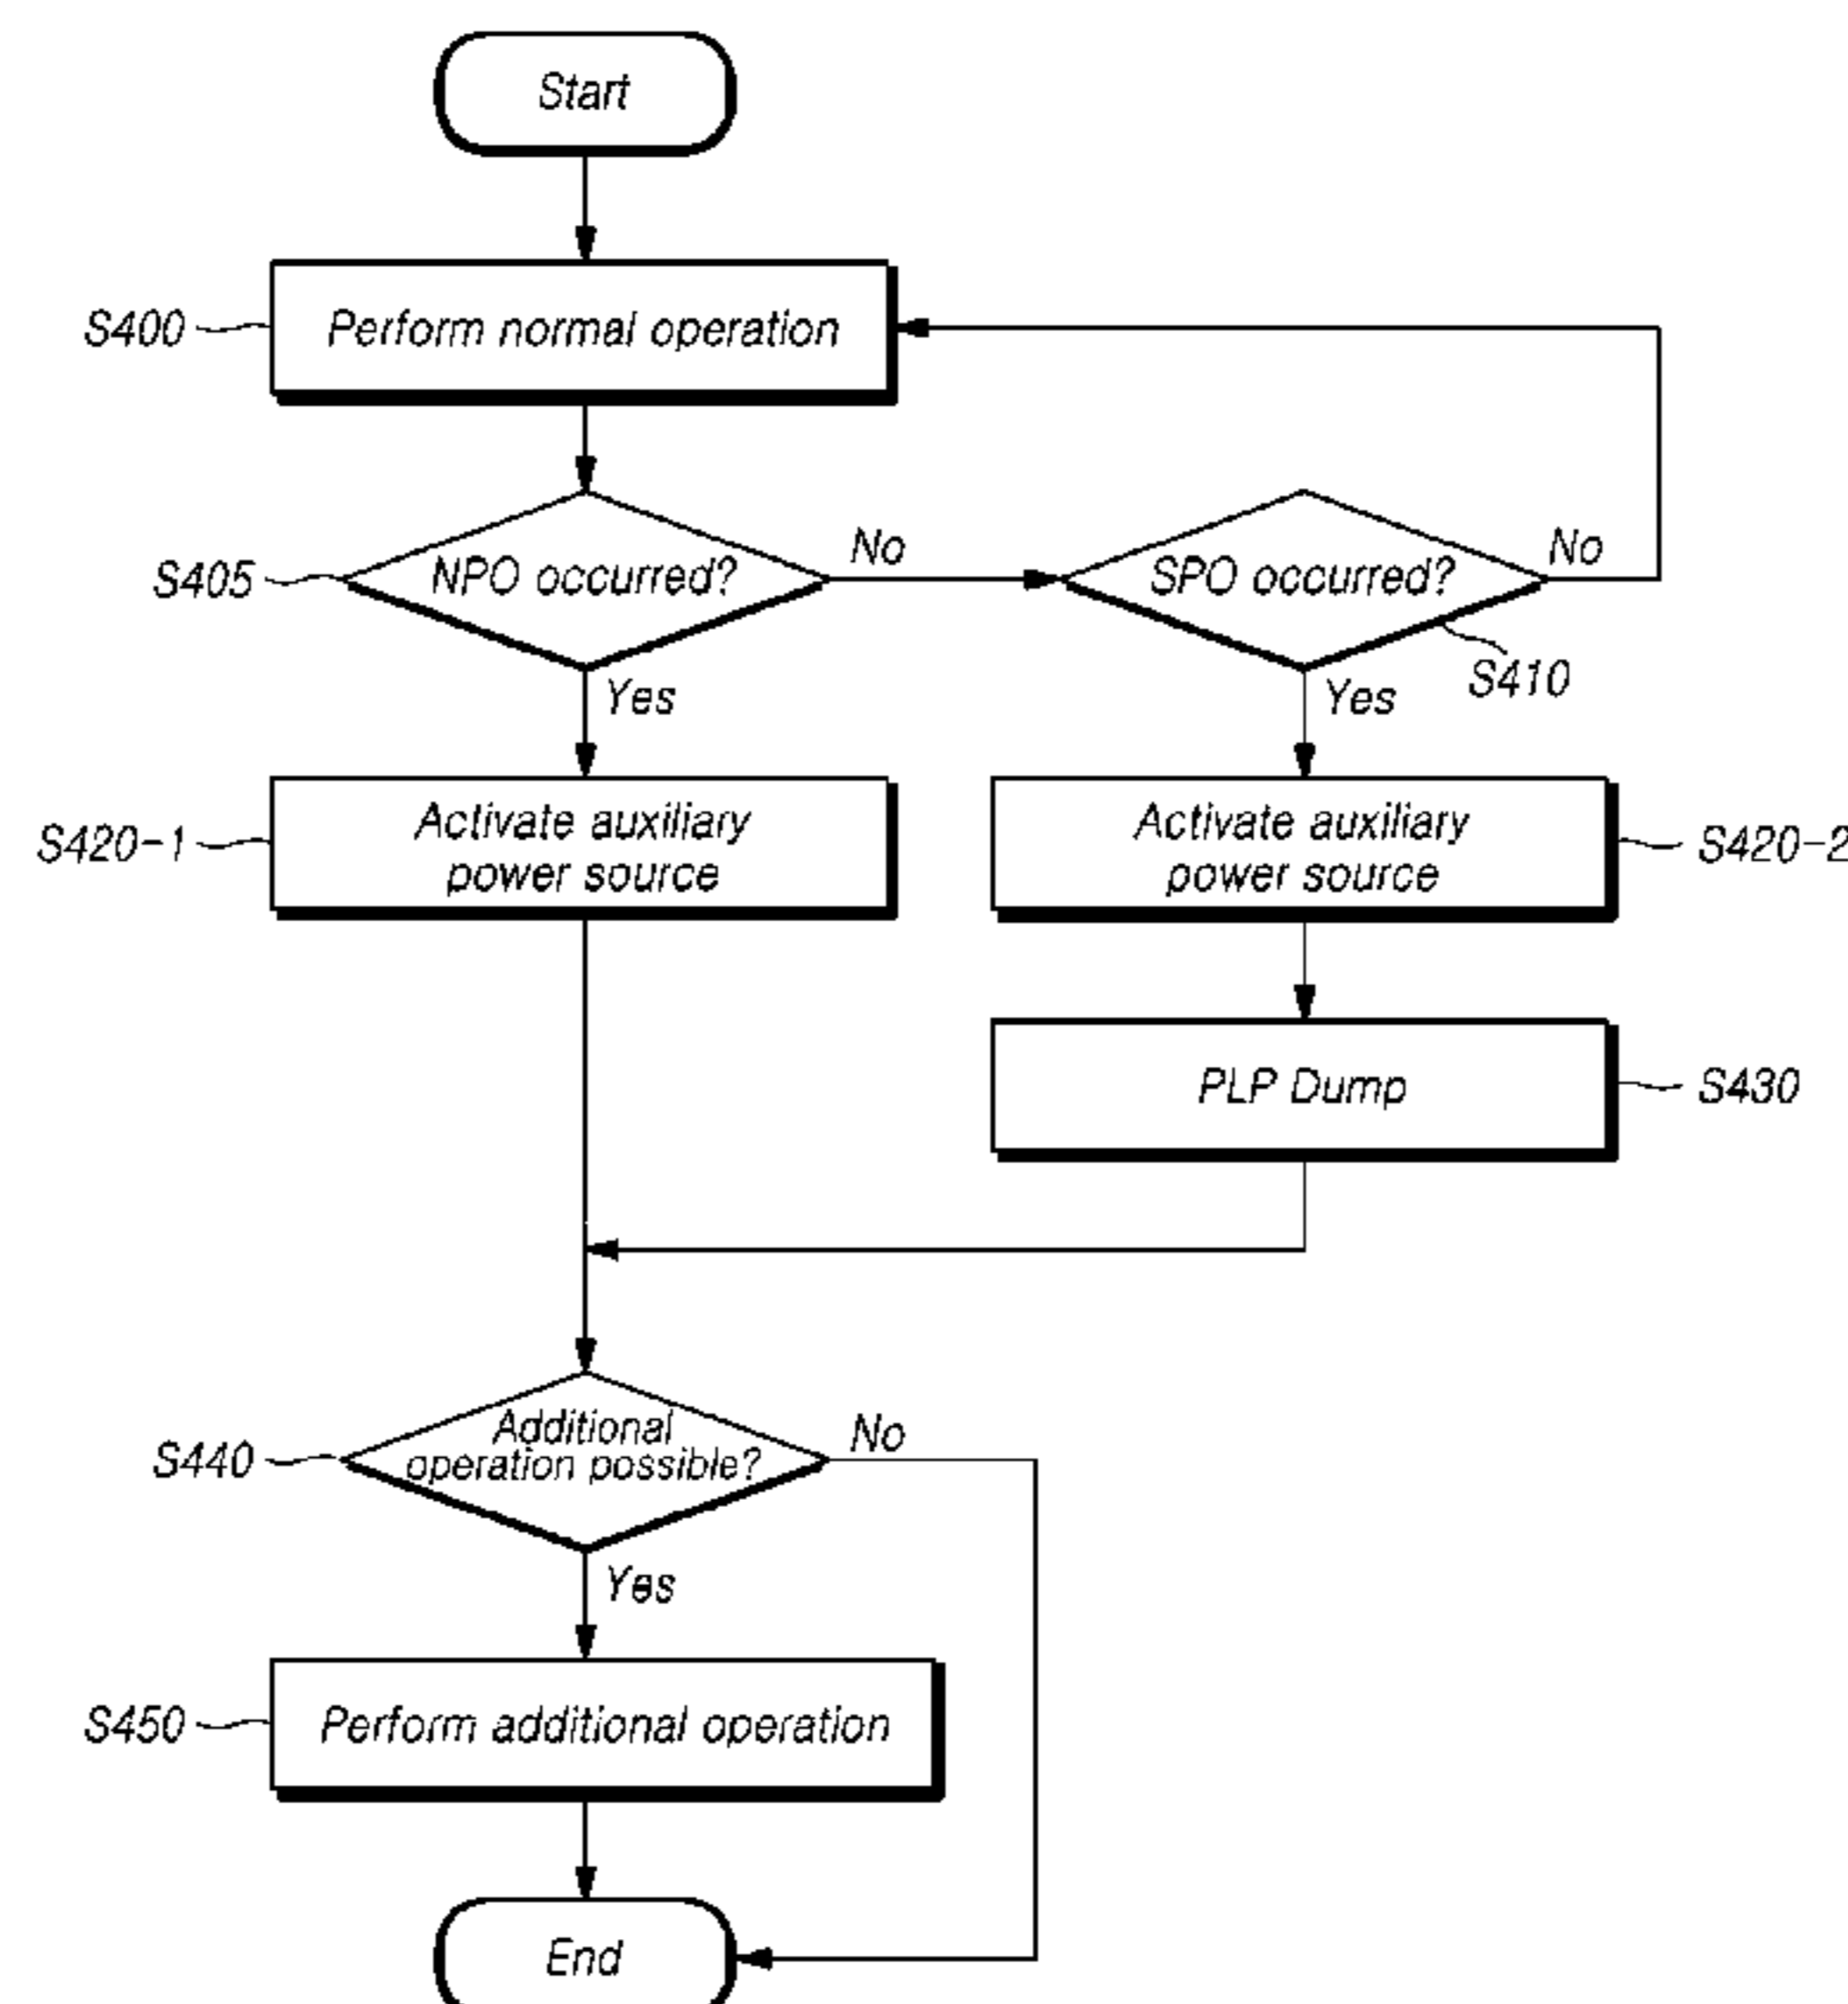 Start
S400
Perform normal operation
S405
NPO occurred?
No
SPO occurred?
No
S410
Yes
Yes
S420-1
Activate auxiliary
power source
Activate auxiliary
power source
S420-2
PLP Dump
S430
S440
Additional
operation possible?
No
Yes
S450
Perform additional operation
End